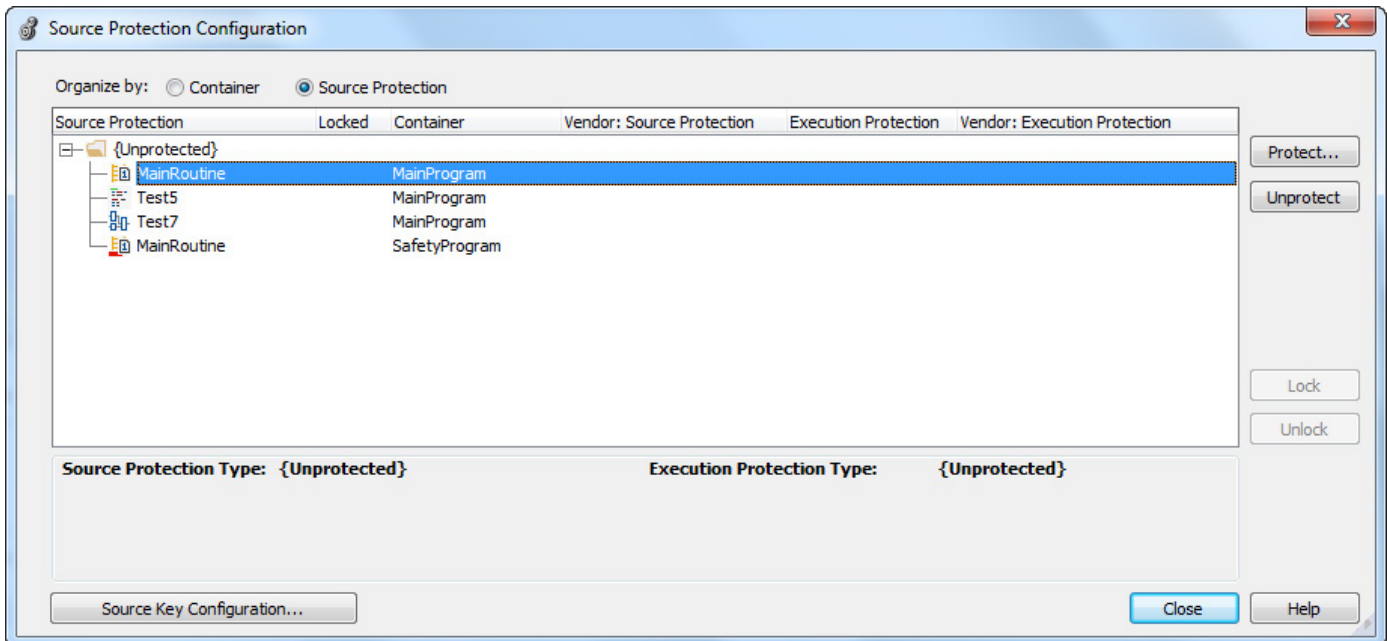 Source Protection Configuration
Organize by: Container Source Protection
Source Protection Locked Container Vendor: Source Protection Execution Protection Vendor: Execution Protection
{Unprotected}
MainRoutine MainProgram
Test5 MainProgram
Test7 MainProgram
MainRoutine SafetyProgram
Protect...
Unprotect
Lock
Unlock
Source Protection Type: {Unprotected} Execution Protection Type: {Unprotected}
Source Key Configuration... Close Help